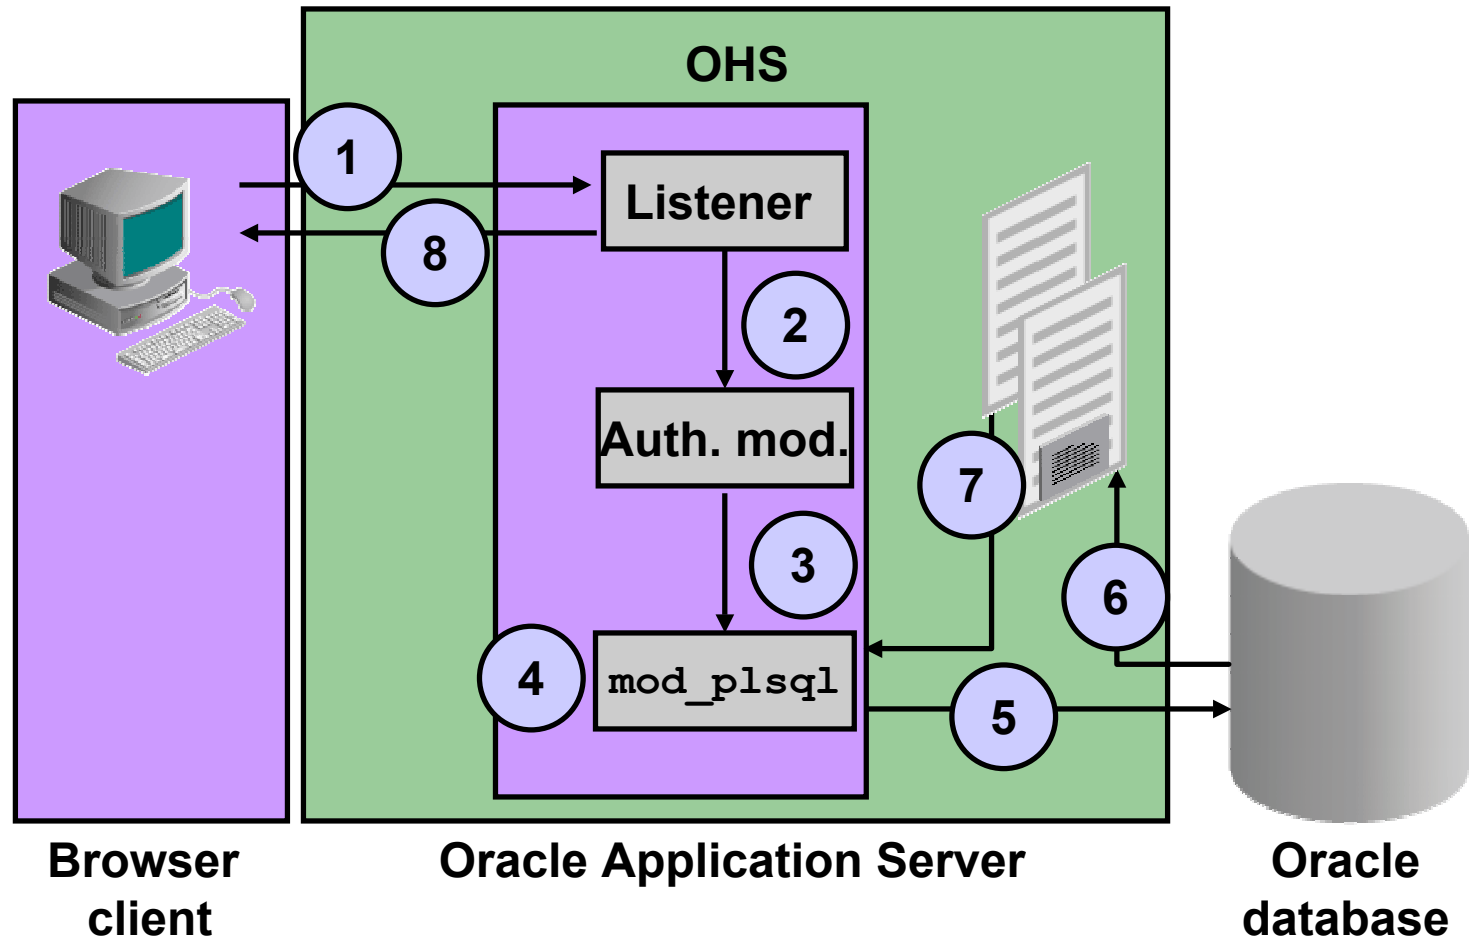 OHS
1
Listener
8
2
Auth. mod.
7
3
6
4
mod_plsql
5
Browser
client
Oracle Application Server
Oracle
database